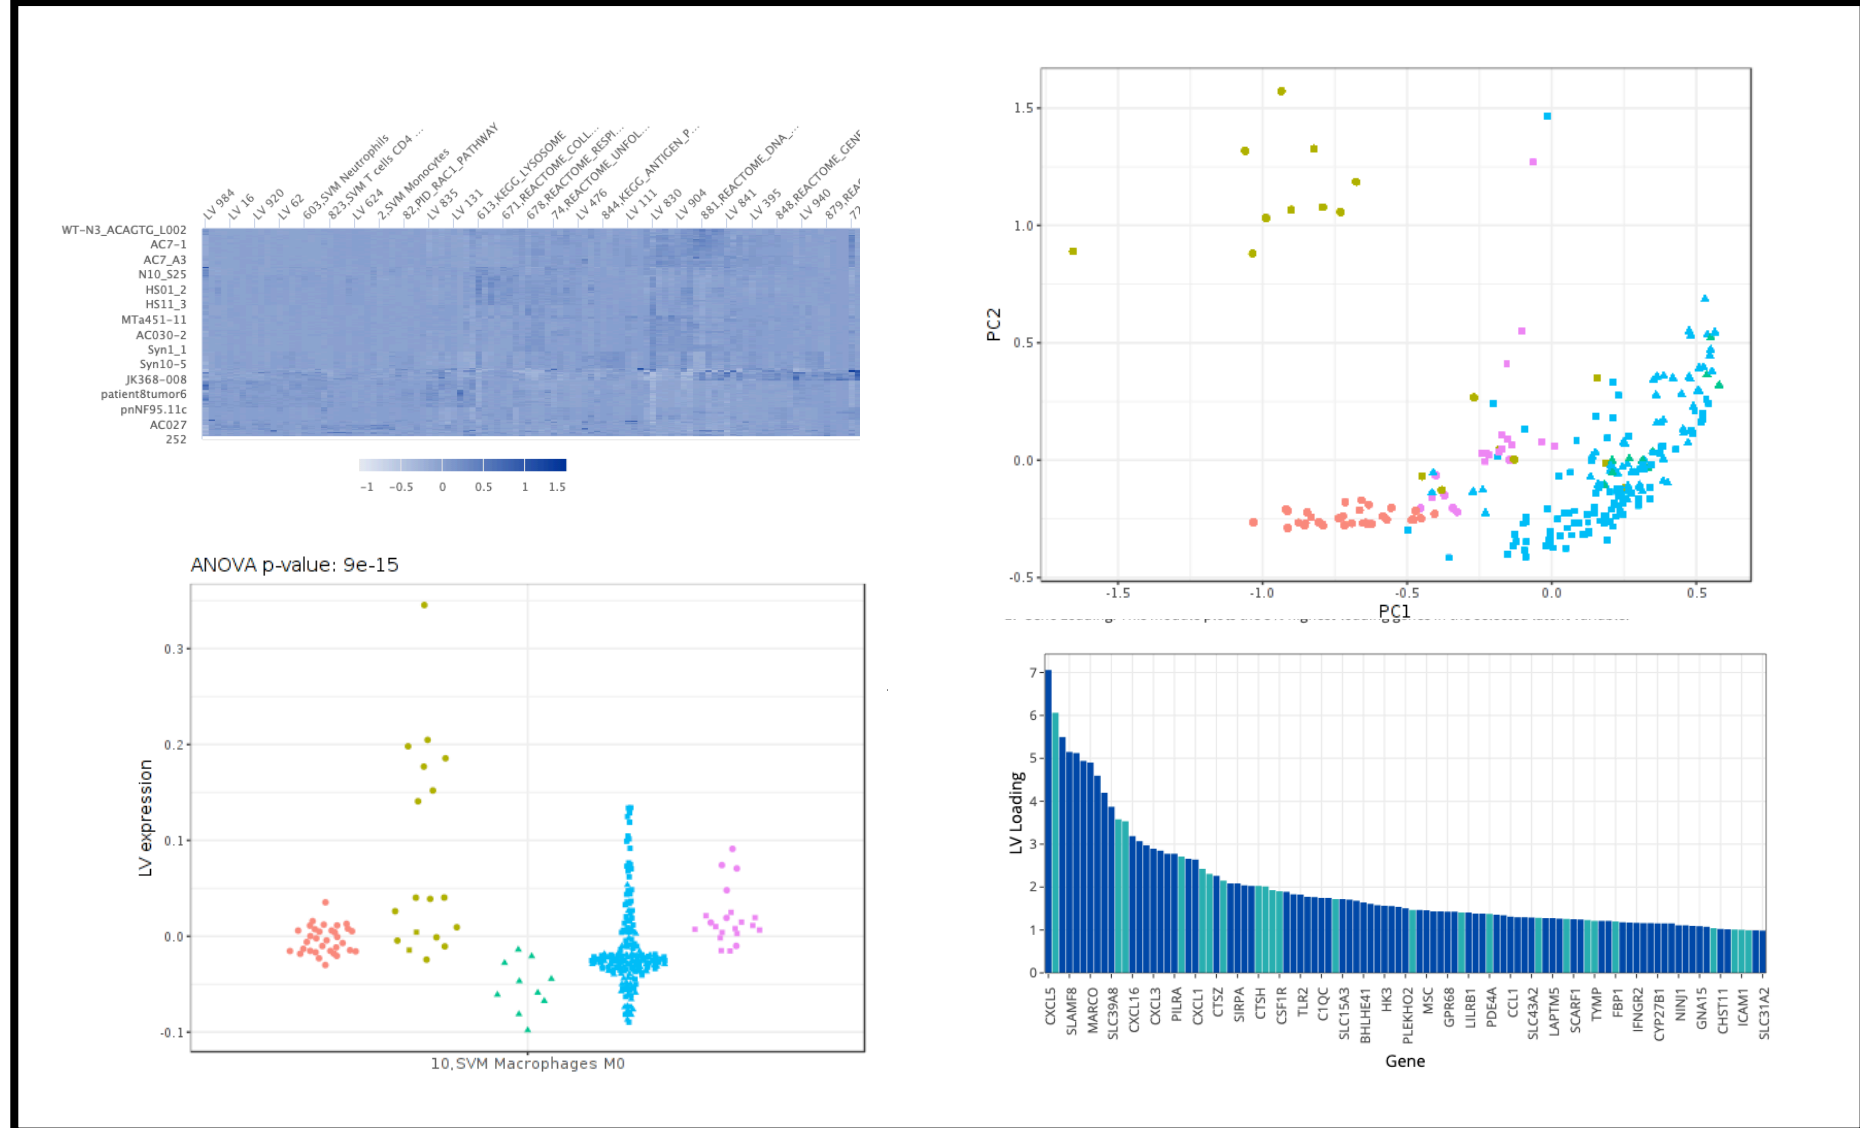 LV 984
LV 16
LV 920
LV 62
603,SVM Neutrophils
823,SVM T cells CD4 ...
LV 624
2,SVM Monocytes
82,PID_RAC1_PATHWAY
LV 835
LV 131
613,KEGG_LYSOSOME
671,REACTOME_COLL...
678,REACTOME_RESPI...
74,REACTOME_UNFOL...
LV 476
844,KEGG_ANTIGEN_P...
LV 111
LV 830
LV 904
881,REACTOME_DNA_...
LV 841
LV 395
848,REACTOME_GENE
LV 940
WT-N3_ACAGTG_L002
AC7-1
AC7_A3
N10_S25
HS01_2
HS11_3
MTa451-11
AC030-2
Syn1_1
Syn10-5
JK368-008
patient8tumor6
pnNF95.11c
AC027
252
-1 -0.5 0 0.5 1 1.5
1.5
1.0
0.5
0.0
-0.5
PC2
-1.5 -1.0 -0.5 0.0 0.5
PC1
ANOVA p-value: 9e-15
0.3
0.2
0.1
0.0
-0.1
LV expression
10,SVM Macrophages M0
7
6
5
4
3
2
1
0
LV Loading
CXCL5
SLAMF8
MARCO
SLC39A8
CXCL16
CXCL3
PILRA
CXCL1
CTSZ
SIRPA
CTSH
CSF1R
TLR2
C1QC
SLC15A3
BHLHE41
HK3
PLEKHO2
MSC
GPR68
LILRB1
PDE4A
CCL1
SLC43A2
LAPTM5
SCARF1
TYMP
FBP1
IFNGR2
CYP27B1
NINJ1
GNA15
CHST11
ICAM1
SLC31A2
Gene